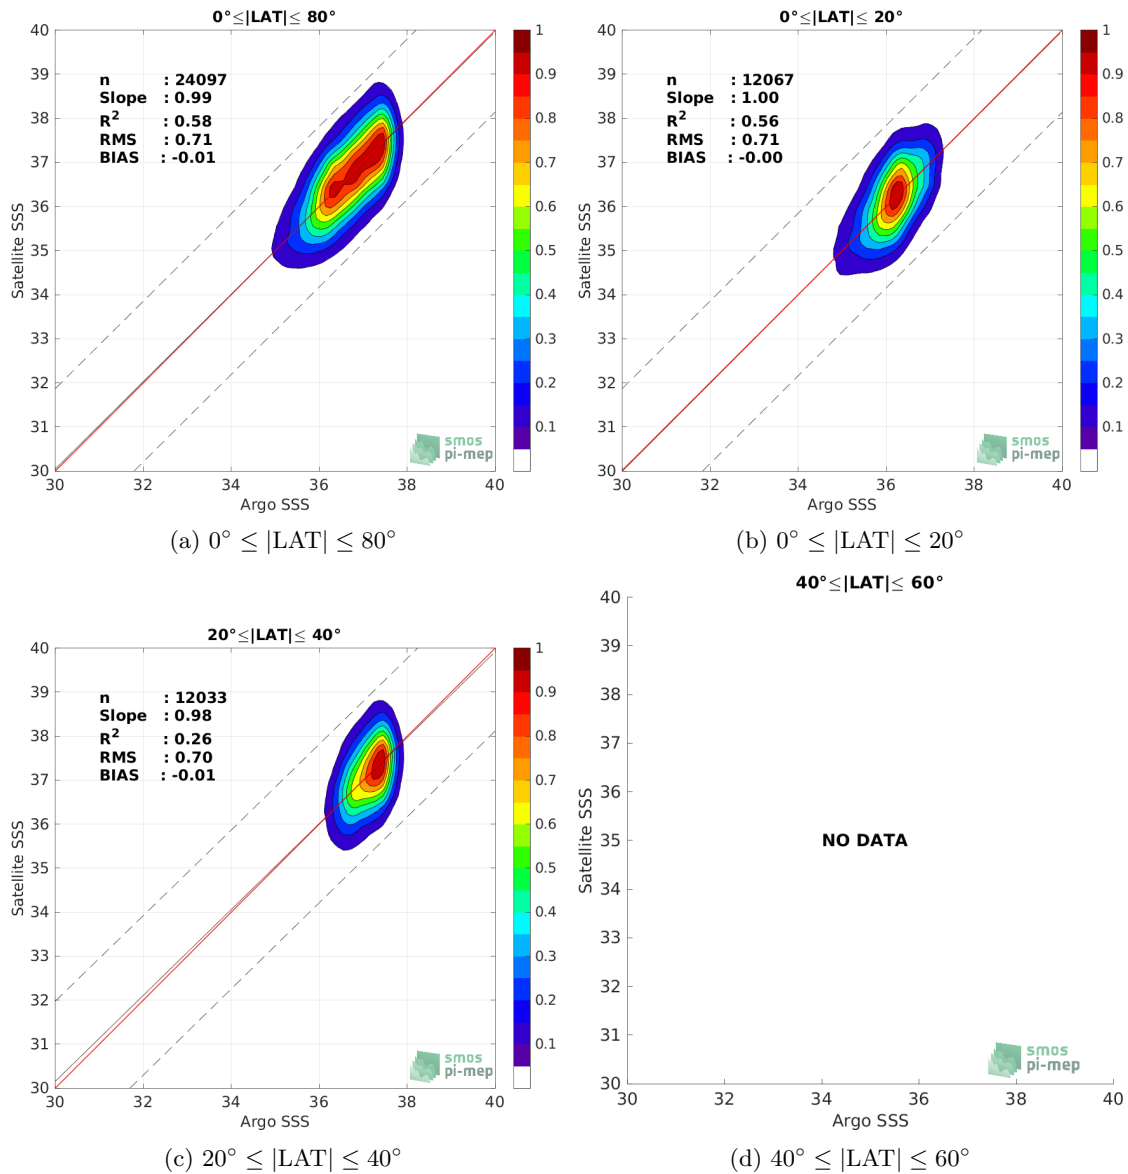 0°≤|LAT|≤ 80°
40
39
38
37
36
35
34
33
32
31
30
Satellite SSS
n : 24097
Slope : 0.99
R² : 0.58
RMS : 0.71
BIAS : -0.01
smos
pi-mep
30 32 34 36 38 40
Argo SSS
1
0.9
0.8
0.7
0.6
0.5
0.4
0.3
0.2
0.1
(a) 0° ≤ |LAT| ≤ 80°
0°≤|LAT|≤ 20°
40
39
38
37
36
35
34
33
32
31
30
Satellite SSS
n : 12067
Slope : 1.00
R² : 0.56
RMS : 0.71
BIAS : -0.00
smos
pi-mep
30 32 34 36 38 40
Argo SSS
1
0.9
0.8
0.7
0.6
0.5
0.4
0.3
0.2
0.1
(b) 0° ≤ |LAT| ≤ 20°
20°≤|LAT|≤ 40°
40
39
38
37
36
35
34
33
32
31
30
Satellite SSS
n : 12033
Slope : 0.98
R² : 0.26
RMS : 0.70
BIAS : -0.01
smos
pi-mep
30 32 34 36 38 40
Argo SSS
1
0.9
0.8
0.7
0.6
0.5
0.4
0.3
0.2
0.1
(c) 20° ≤ |LAT| ≤ 40°
40°≤|LAT|≤ 60°
40
39
38
37
36
35
34
33
32
31
30
Satellite SSS
NO DATA
smos
pi-mep
30 32 34 36 38 40
Argo SSS
(d) 40° ≤ |LAT| ≤ 60°